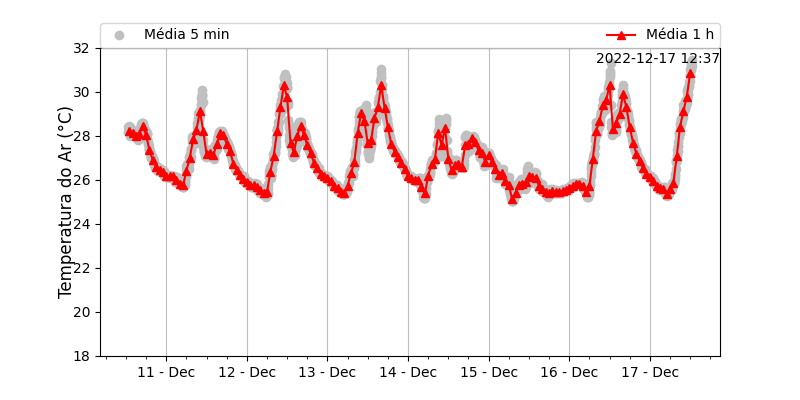 Média 5 min
Média 1 h
2022-12-17 12:37
Temperatura do Ar (°C)
32
30
28
26
24
22
20
18
11 - Dec
12 - Dec
13 - Dec
14 - Dec
15 - Dec
16 - Dec
17 - Dec